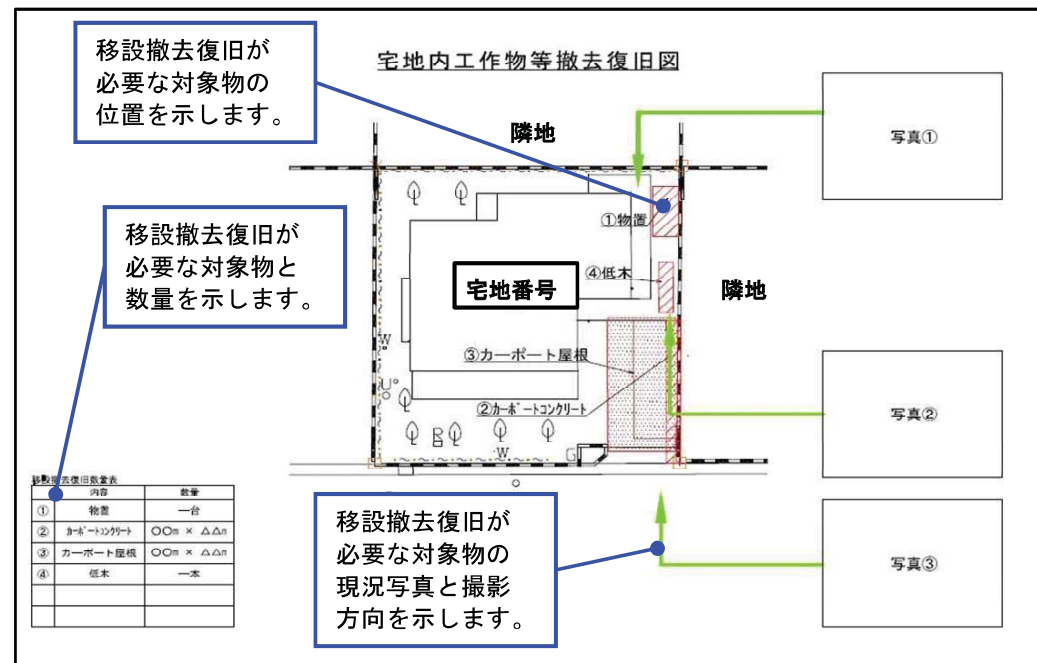 移設撤去復旧が
必要な対象物の
位置を示します。
宅地内工作物等撤去復旧図
写真①
隣地
①物置
移設撤去復旧が
必要な対象物と
数量を示します。
④低木
宅地番号
隣地
W
③カーポート屋根
U
②カーポートコンクリート
写真②
B
W
G
移設撤去復旧数量表
内容 数量
① 物置 一台
② カーポートコンクリート 〇〇m × △△m
③ カーポート屋根 〇〇m × △△m
④ 低木 一本
移設撤去復旧が
必要な対象物の
現況写真と撮影
方向を示します。
写真③